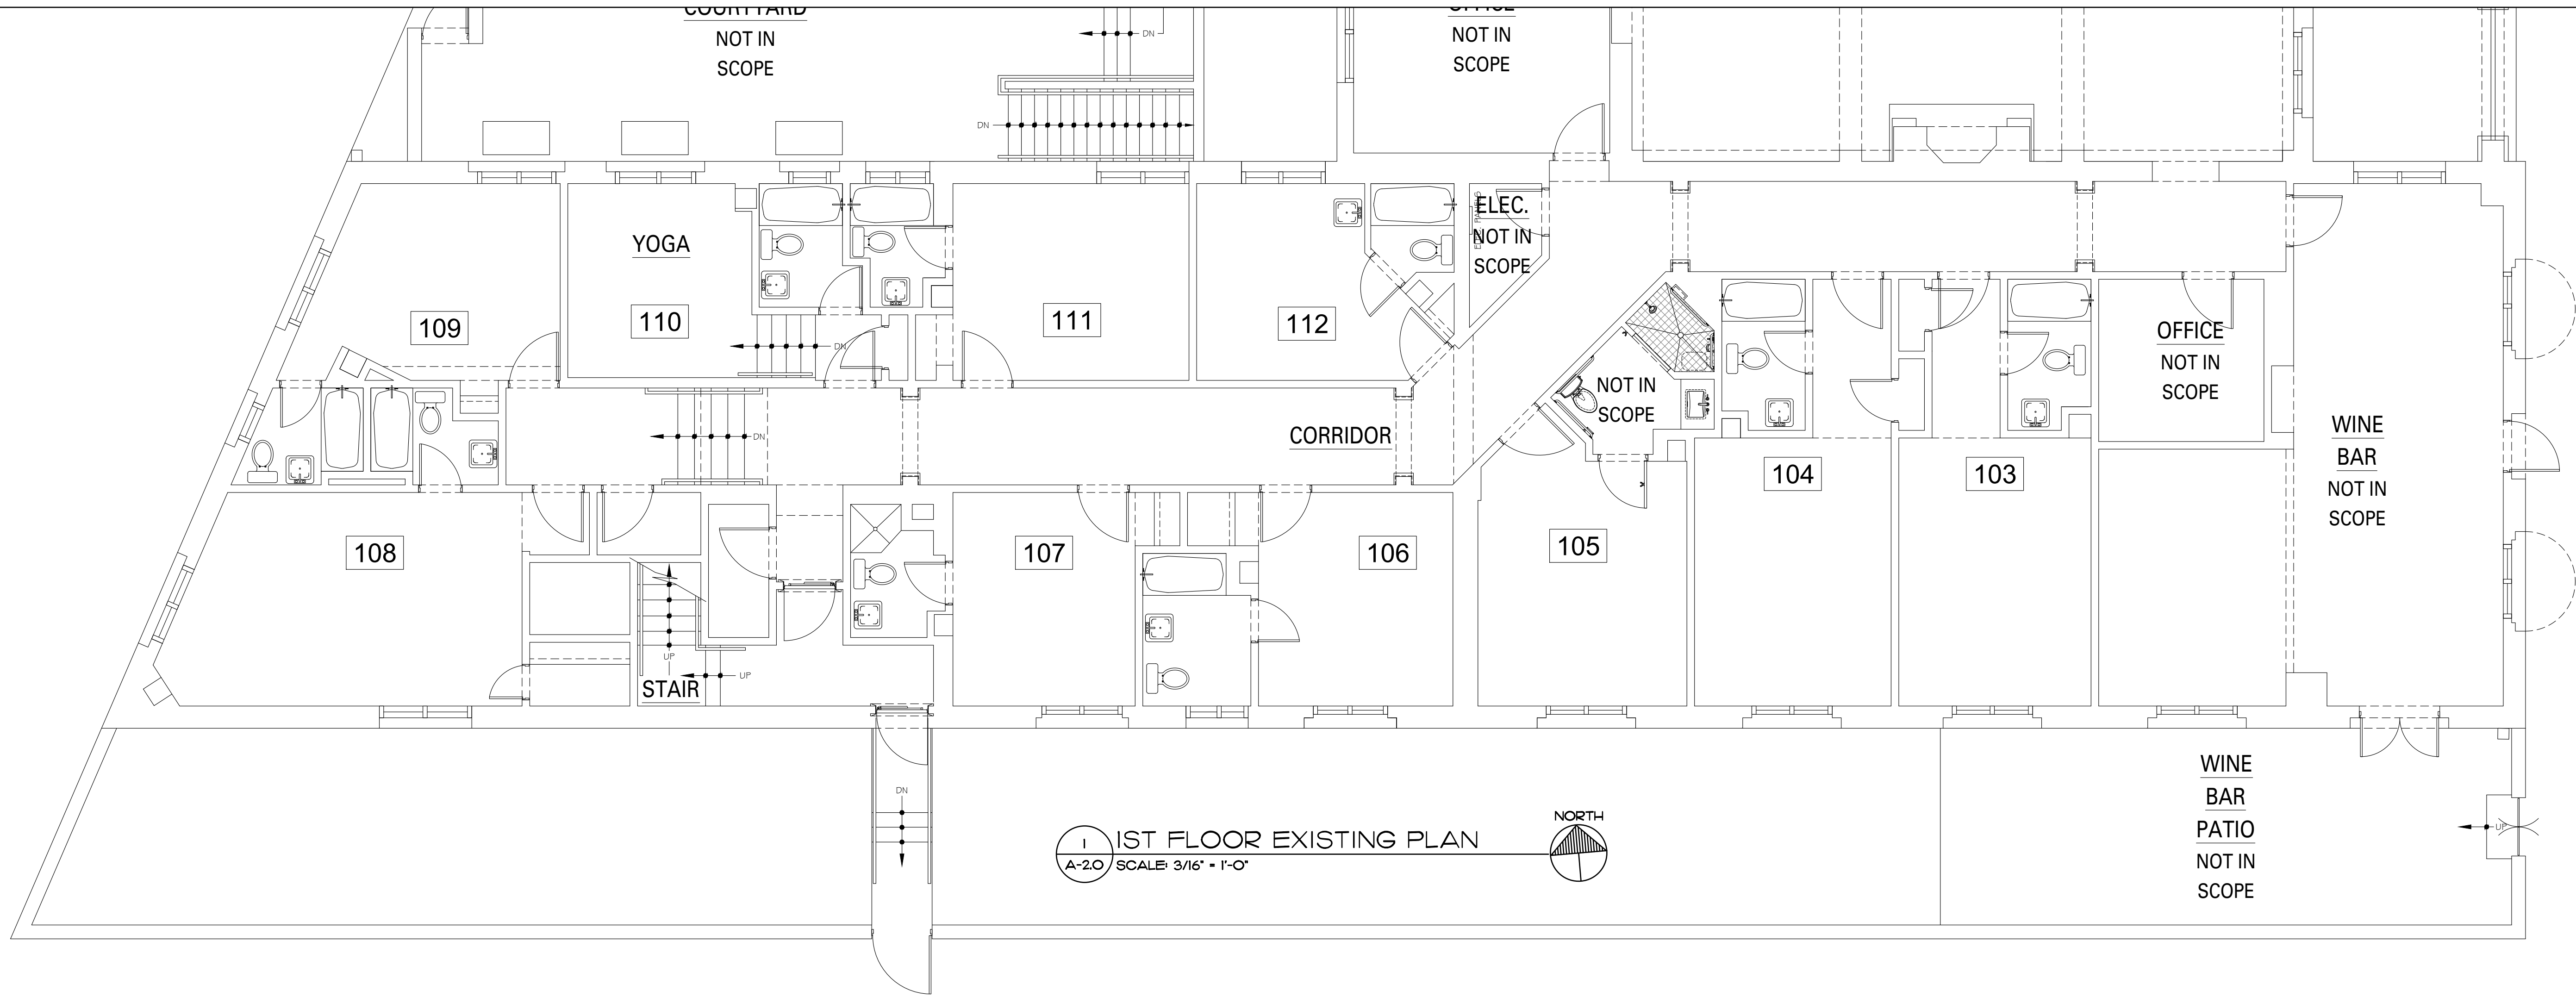 COURTYARD
NOT IN
SCOPE
DN
DN
OFFICE
NOT IN
SCOPE
YOGA
109
110
DN
111
112
ELEC.
NOT IN
SCOPE
DN
CORRIDOR
NOT IN
SCOPE
104
103
OFFICE
NOT IN
SCOPE
WINE
BAR
NOT IN
SCOPE
108
107
106
105
UP
UP
STAIR
DN
WINE
BAR
PATIO
NOT IN
SCOPE
UP
1
A-2.0
1ST FLOOR EXISTING PLAN
SCALE: 3/16" = 1'-0"
NORTH